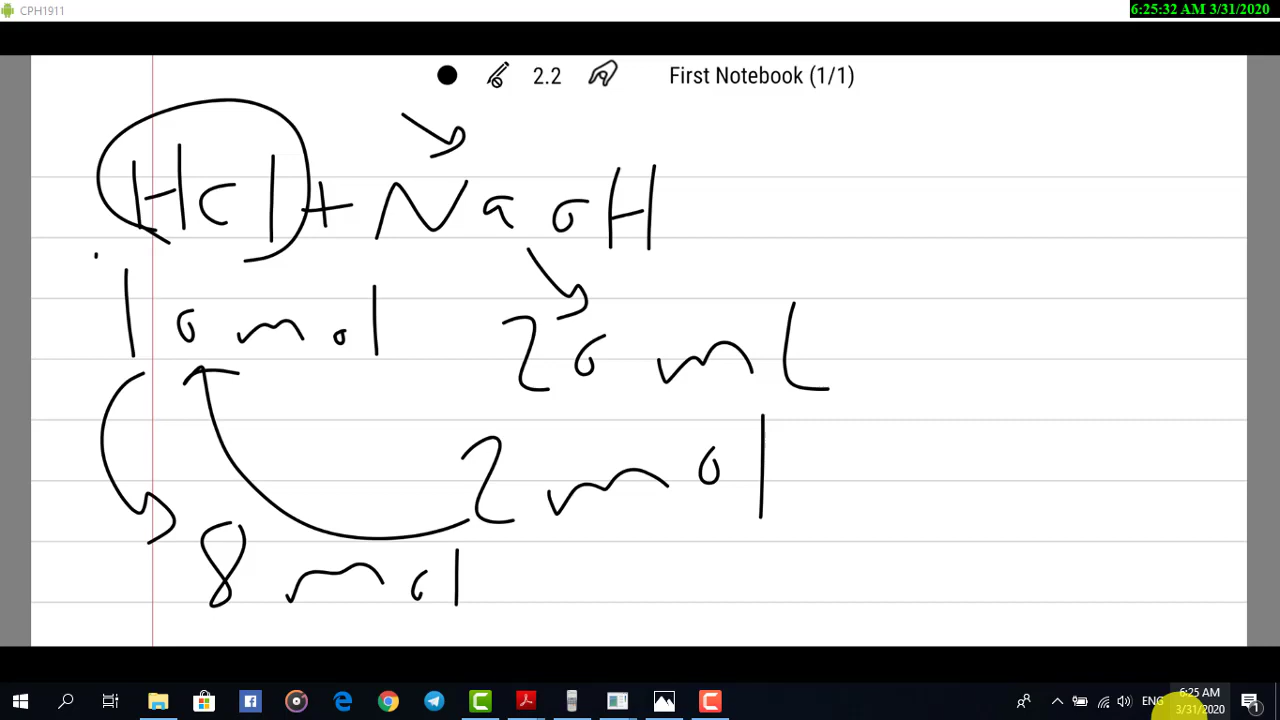 CPH1911
6:25:32 AM 3/31/2020
2.2 First Notebook (1/1)
HCl + NaOH
10 mol 20 mL
2 mol
8 mol
ENG 6:25 AM
3/31/2020